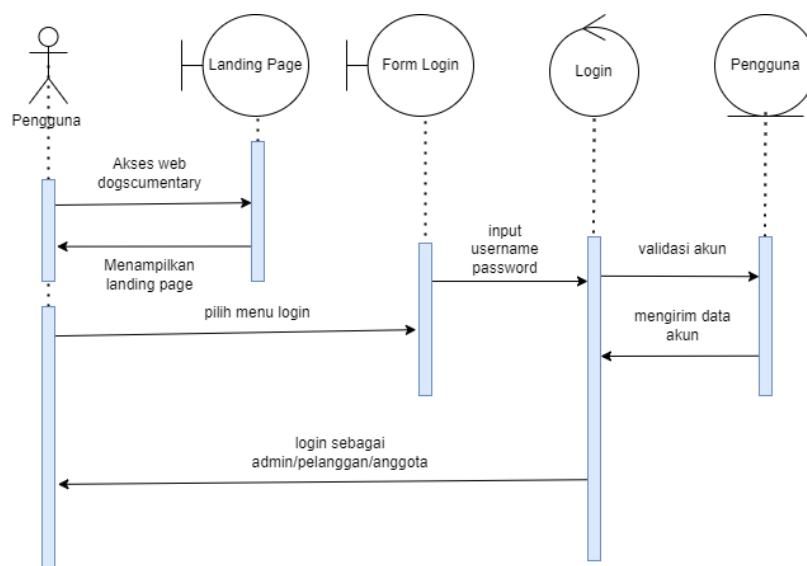 Landing Page
Form Login
Login
Pengguna
Pengguna
Akses web
dogscumentary
Menampilkan
landing page
input
username
password
validasi akun
pilih menu login
mengirim data
akun
login sebagai
admin/pelanggan/anggota